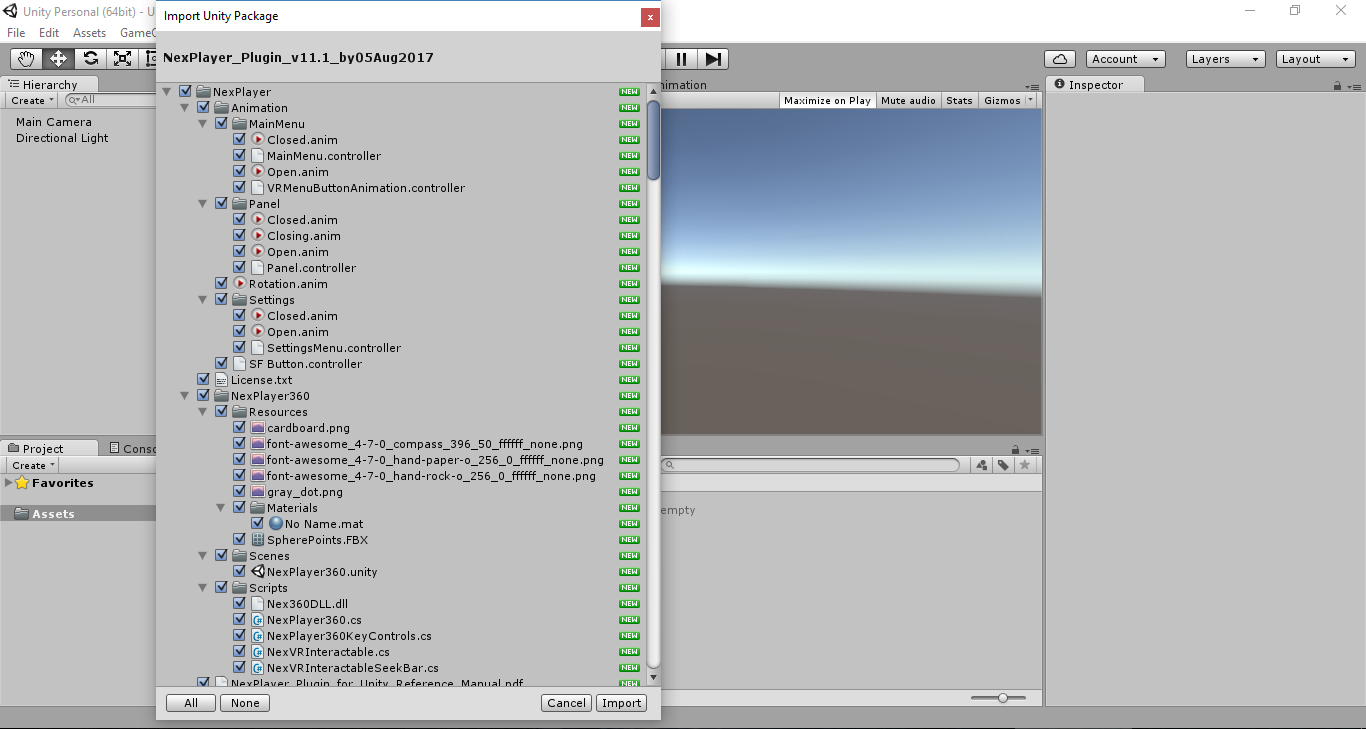 Unity Personal (64bit) - U
Import Unity Package
x
File Edit Assets GameO
NexPlayer_Plugin_v11.1_by05Aug2017
Account Layers Layout
Hierarchy
Create All
Main Camera
Directional Light
NexPlayer NEW
Animation NEW
MainMenu NEW
Closed.anim NEW
MainMenu.controller NEW
Open.anim NEW
VRMenuButtonAnimation.controller NEW
Panel NEW
Closed.anim NEW
Closing.anim NEW
Open.anim NEW
Panel.controller NEW
Rotation.anim NEW
Settings NEW
Closed.anim NEW
Open.anim NEW
SettingsMenu.controller NEW
SF Button.controller NEW
License.txt NEW
NexPlayer360 NEW
Resources NEW
cardboard.png NEW
font-awesome_4-7-0_compass_396_50_ffffff_none.png NEW
font-awesome_4-7-0_hand-paper-o_256_0_ffffff_none.png NEW
font-awesome_4-7-0_hand-rock-o_256_0_ffffff_none.png NEW
gray_dot.png NEW
Materials NEW
No Name.mat NEW
SpherePoints.FBX NEW
Scenes NEW
NexPlayer360.unity NEW
Scripts NEW
Nex360DLL.dll NEW
NexPlayer360.cs NEW
NexPlayer360KeyControls.cs NEW
NexVRInteractable.cs NEW
NexVRInteractableSeekBar.cs NEW
NexPlayer_Plugin_for_Unity_Reference_Manual.pdf NEW
All None Cancel Import
nimation
Maximize on Play Mute audio Stats Gizmos
Inspector
Project Conso
Create
Favorites
Assets
empty